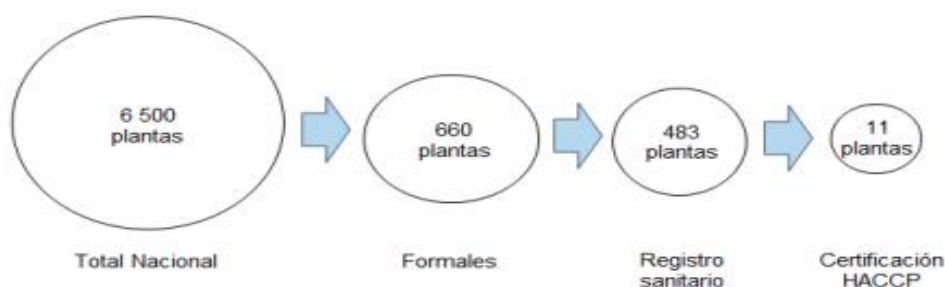 6 500
plantas
660
plantas
483
plantas
11
plantas
Total Nacional
Formales
Registro
sanitario
Certificación
HACCP